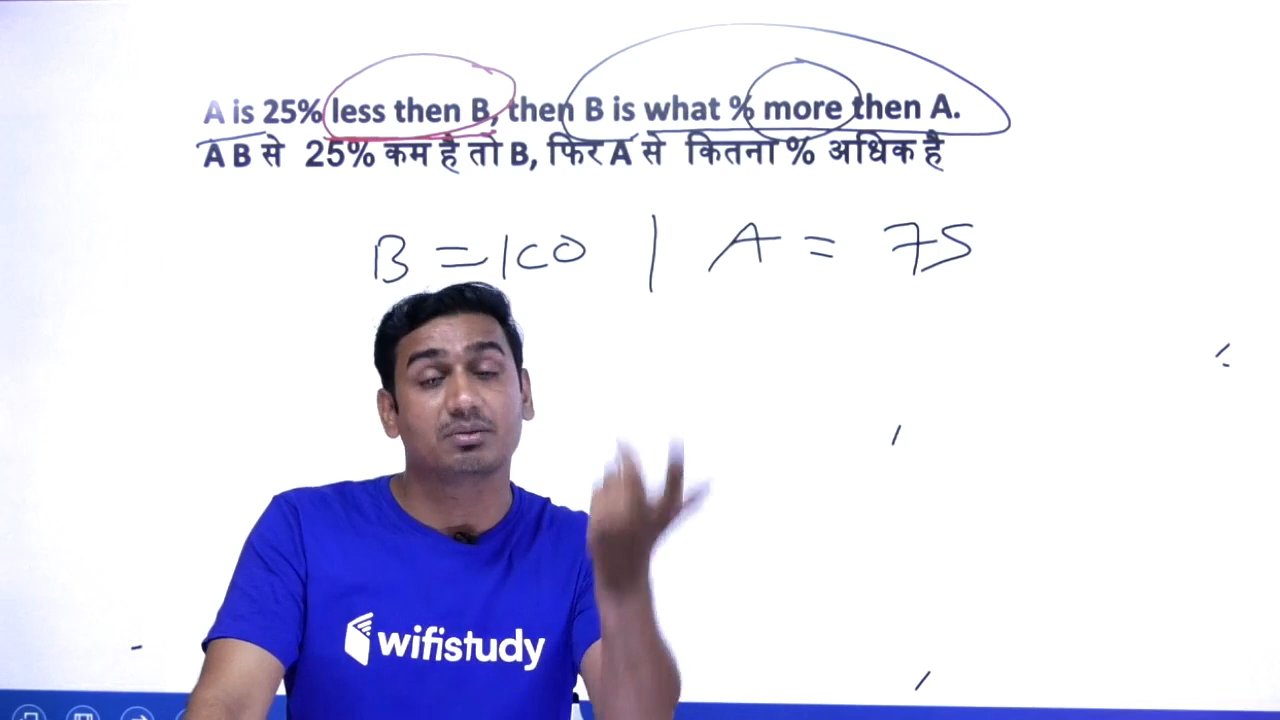 A is 25% less then B, then B is what % more then A.
A B से 25% कम है तो B, फिर A से कितना % अधिक है
B = 100 | A = 75
wifistudy